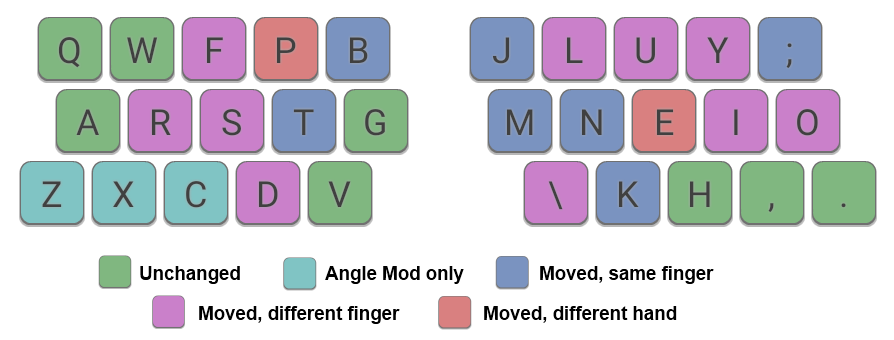 Q W F P B J L U Y ;
A R S T G M N E I O
Z X C D V \ K H , .
Unchanged Angle Mod only Moved, same finger
Moved, different finger Moved, different hand